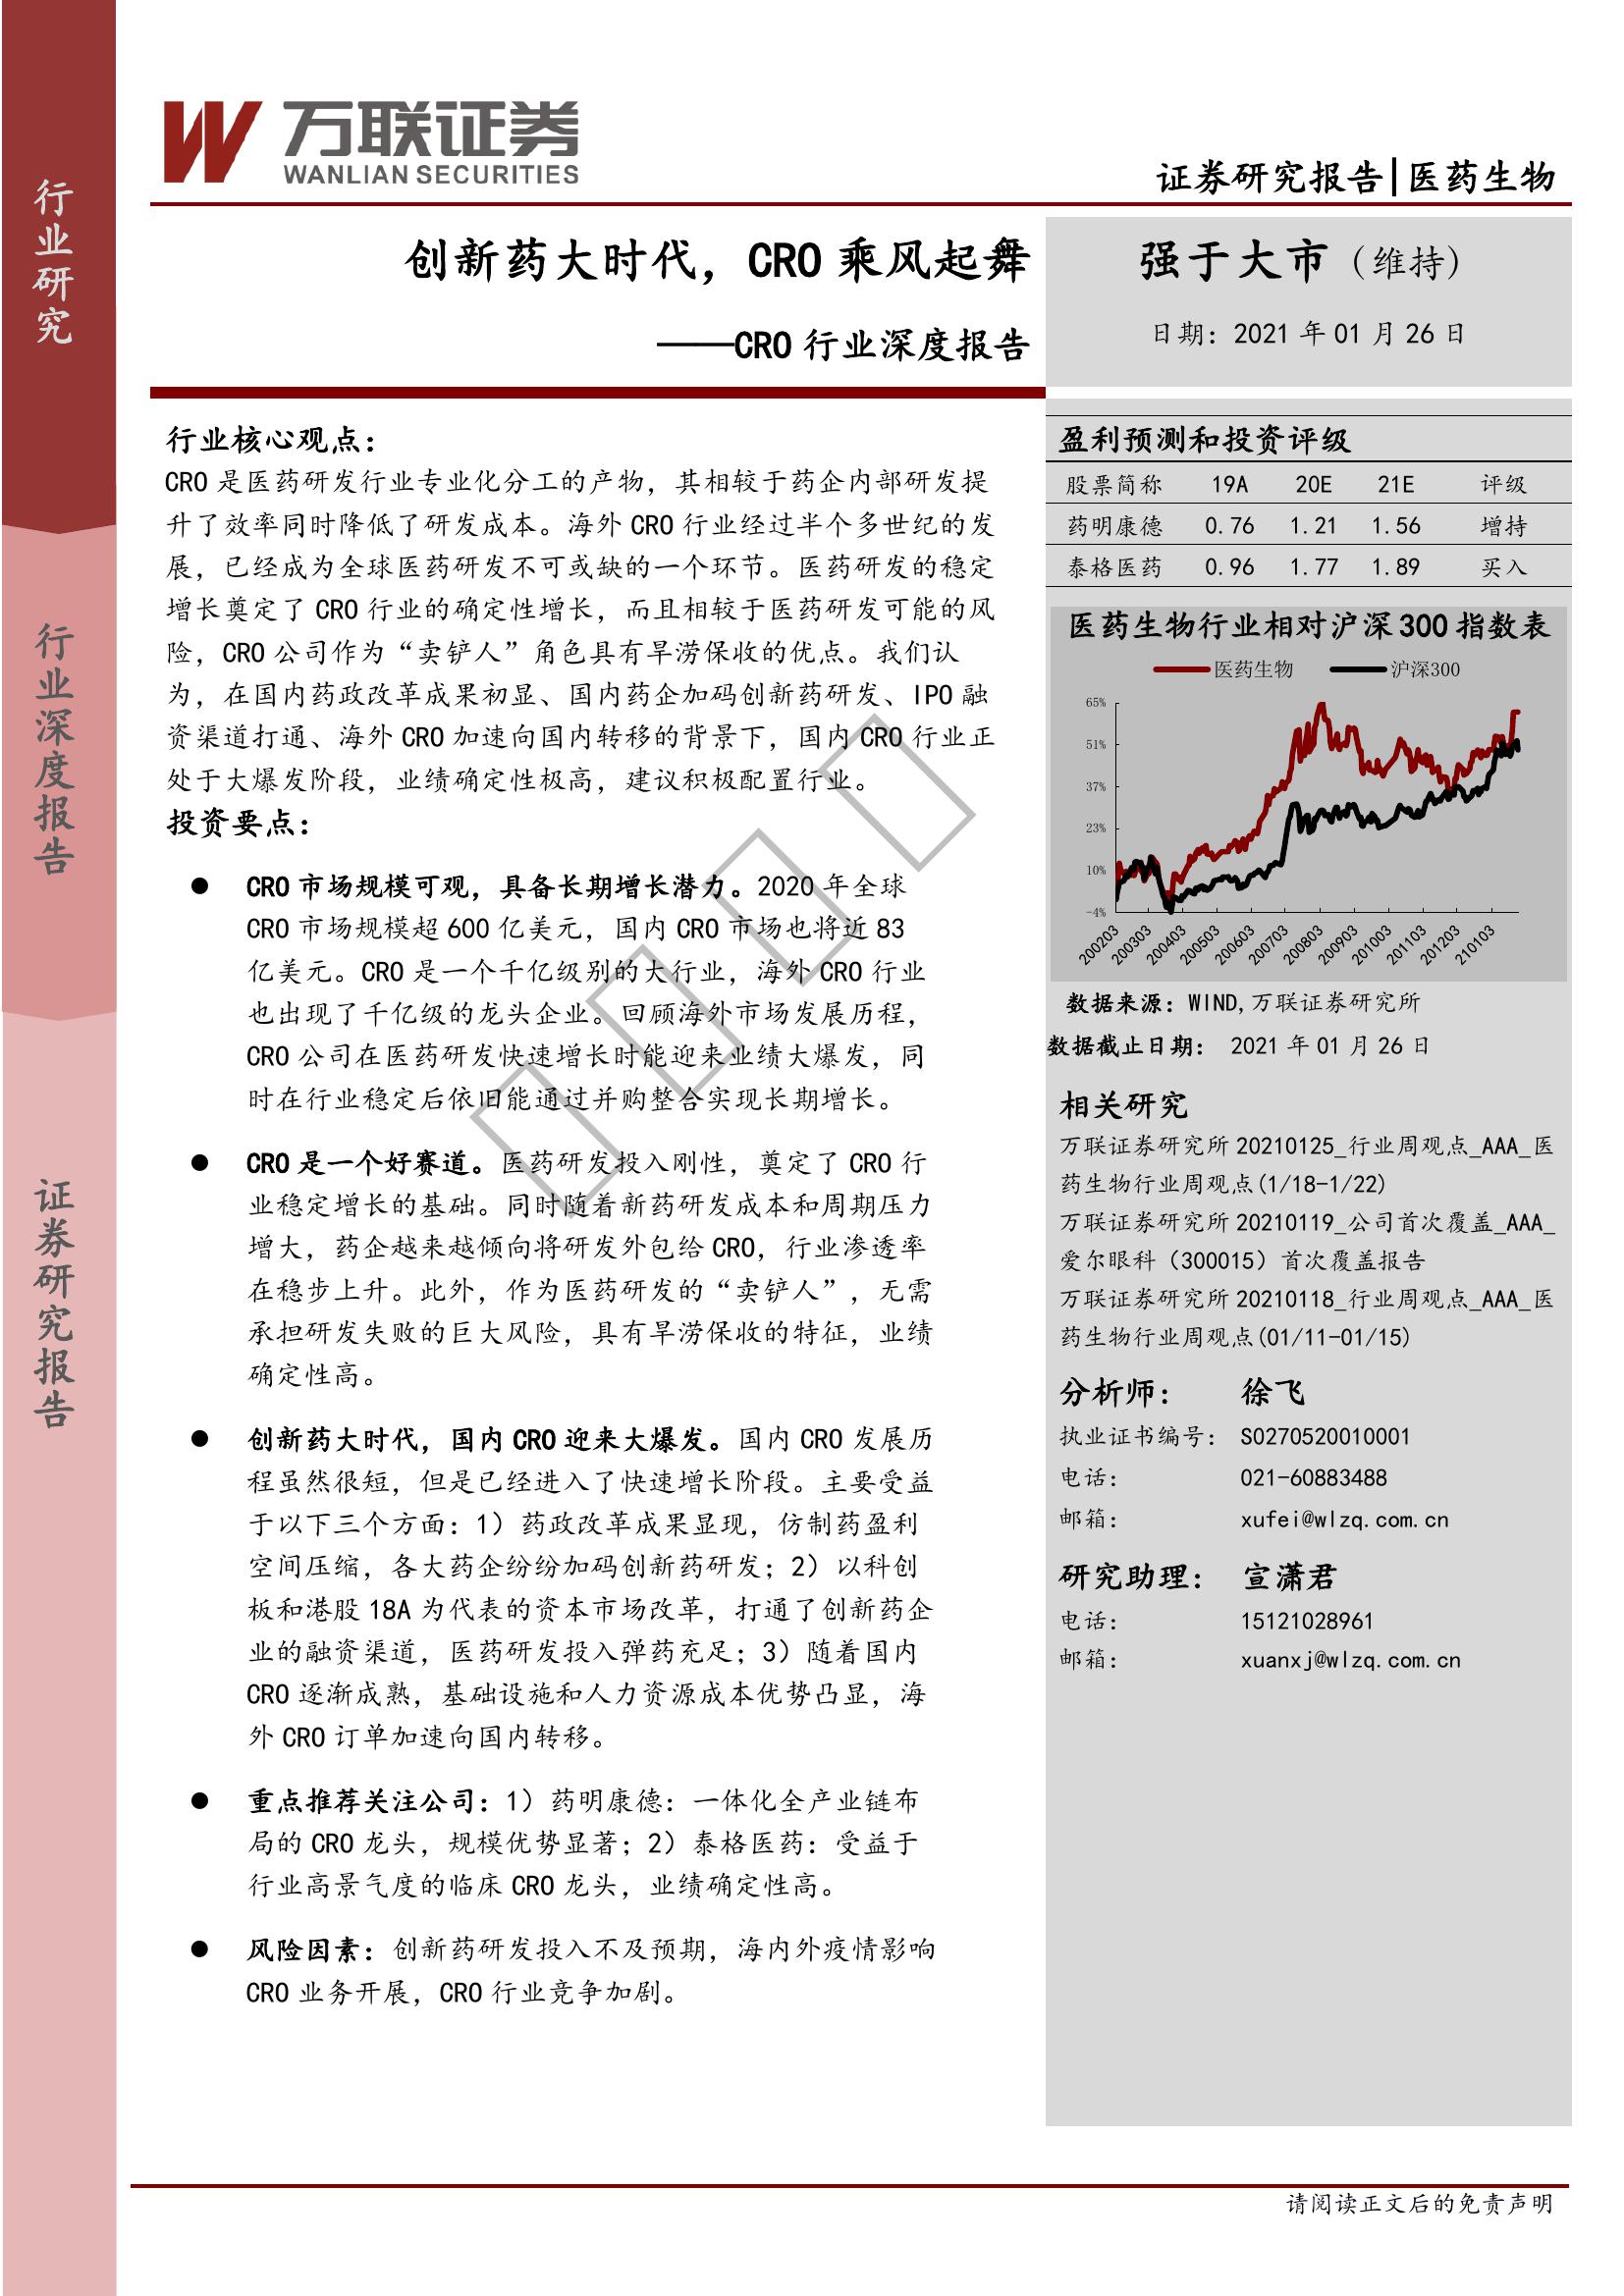 行业研究
行业深度报告
证券研究报告
万联证券
WANLIAN SECURITIES
证券研究报告|医药生物
创新药大时代，CRO 乘风起舞
——CRO 行业深度报告
强于大市（维持）
日期：2021 年 01 月 26 日
行业核心观点：
CRO 是医药研发行业专业化分工的产物，其相较于药企内部研发提
升了效率同时降低了研发成本。海外 CRO 行业经过半个多世纪的发
展，已经成为全球医药研发不可或缺的一个环节。医药研发的稳定
增长奠定了 CRO 行业的确定性增长，而且相较于医药研发可能的风
险，CRO 公司作为“卖铲人”角色具有旱涝保收的优点。我们认
为，在国内药政改革成果初显、国内药企加码创新药研发、IPO 融
资渠道打通、海外 CRO 加速向国内转移的背景下，国内 CRO 行业正
处于大爆发阶段，业绩确定性极高，建议积极配置行业。
投资要点：
● CRO 市场规模可观，具备长期增长潜力。2020 年全球
CRO 市场规模超 600 亿美元，国内 CRO 市场也将近 83
亿美元。CRO 是一个千亿级别的大行业，海外 CRO 行业
也出现了千亿级的龙头企业。回顾海外市场发展历程，
CRO 公司在医药研发快速增长时能迎来业绩大爆发，同
时在行业稳定后依旧能通过并购整合实现长期增长。
● CRO 是一个好赛道。医药研发投入刚性，奠定了 CRO 行
业稳定增长的基础。同时随着新药研发成本和周期压力
增大，药企越来越倾向将研发外包给 CRO，行业渗透率
在稳步上升。此外，作为医药研发的“卖铲人”，无需
承担研发失败的巨大风险，具有旱涝保收的特征，业绩
确定性高。
● 创新药大时代，国内 CRO 迎来大爆发。国内 CRO 发展历
程虽然很短，但是已经进入了快速增长阶段。主要受益
于以下三个方面：1）药政改革成果显现，仿制药盈利
空间压缩，各大药企纷纷加码创新药研发；2）以科创
板和港股 18A 为代表的资本市场改革，打通了创新药企
业的融资渠道，医药研发投入弹药充足；3）随着国内
CRO 逐渐成熟，基础设施和人力资源成本优势凸显，海
外 CRO 订单加速向国内转移。
● 重点推荐关注公司：1）药明康德：一体化全产业链布
局的 CRO 龙头，规模优势显著；2）泰格医药：受益于
行业高景气度的临床 CRO 龙头，业绩确定性高。
● 风险因素：创新药研发投入不及预期，海内外疫情影响
CRO 业务开展，CRO 行业竞争加剧。
盈利预测和投资评级
股票简称 19A 20E 21E 评级
药明康德 0.76 1.21 1.56 增持
泰格医药 0.96 1.77 1.89 买入
医药生物行业相对沪深 300 指数表
医药生物 沪深300
65%
51%
37%
23%
10%
-4%
200203 200303 200403 200503 200603 200703 200803 200903 201003 201103 201203 210103
数据来源：WIND,万联证券研究所
数据截止日期： 2021 年 01 月 26 日
相关研究
万联证券研究所 20210125_行业周观点_AAA_医
药生物行业周观点(1/18-1/22)
万联证券研究所 20210119_公司首次覆盖_AAA_
爱尔眼科（300015）首次覆盖报告
万联证券研究所 20210118_行业周观点_AAA_医
药生物行业周观点(01/11-01/15)
分析师： 徐飞
执业证书编号： S0270520010001
电话： 021-60883488
邮箱： xufei@wlzq.com.cn
研究助理： 宣潇君
电话： 15121028961
邮箱： xuanxj@wlzq.com.cn
请阅读正文后的免责声明